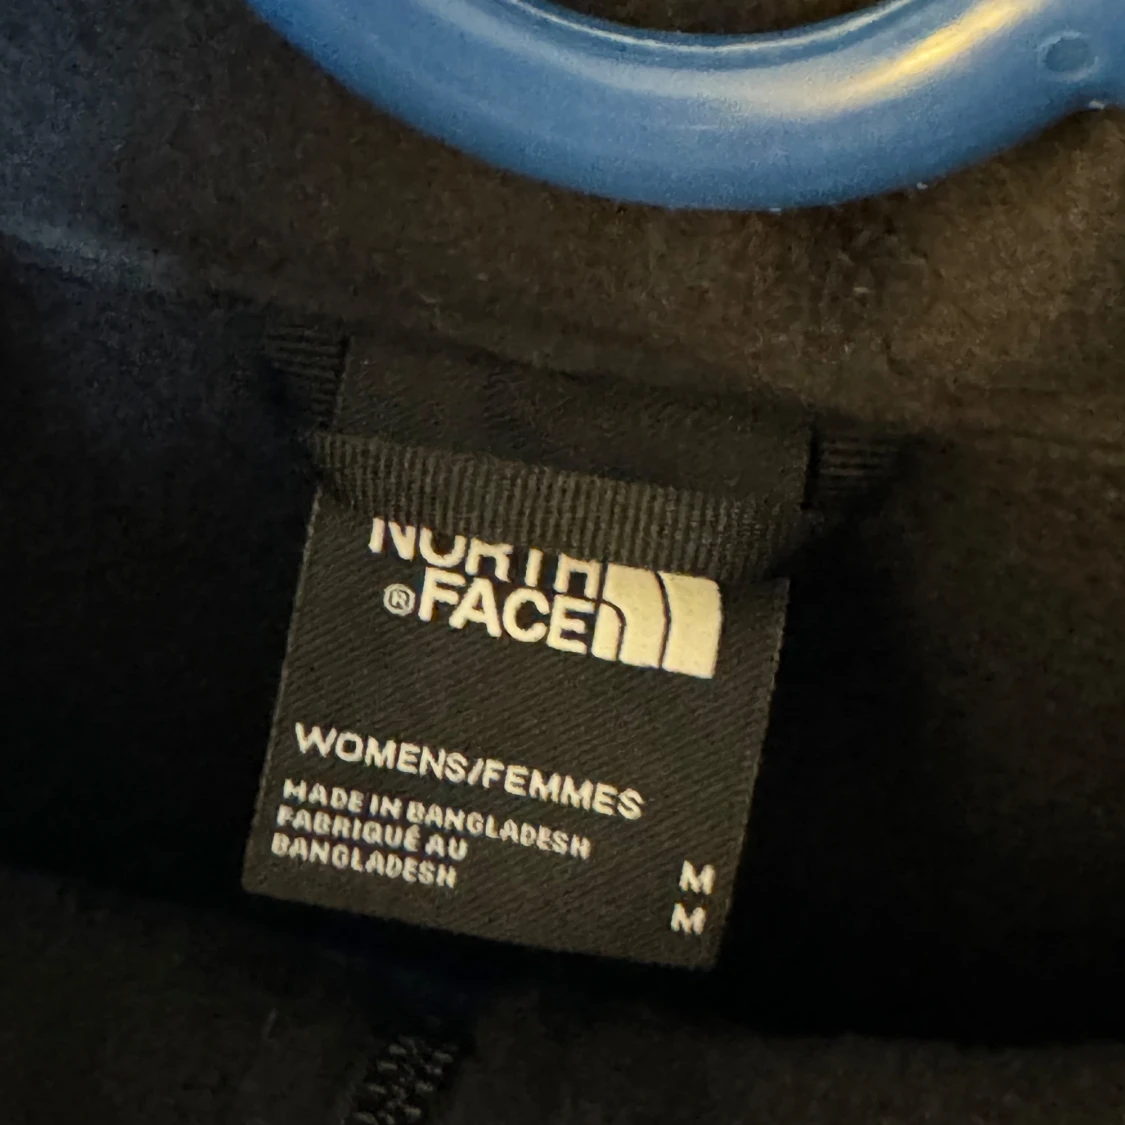 NORTH
®FACE
WOMENS/FEMMES
MADE IN BANGLADESH
FABRIQUÉ AU
BANGLADESH
M
M